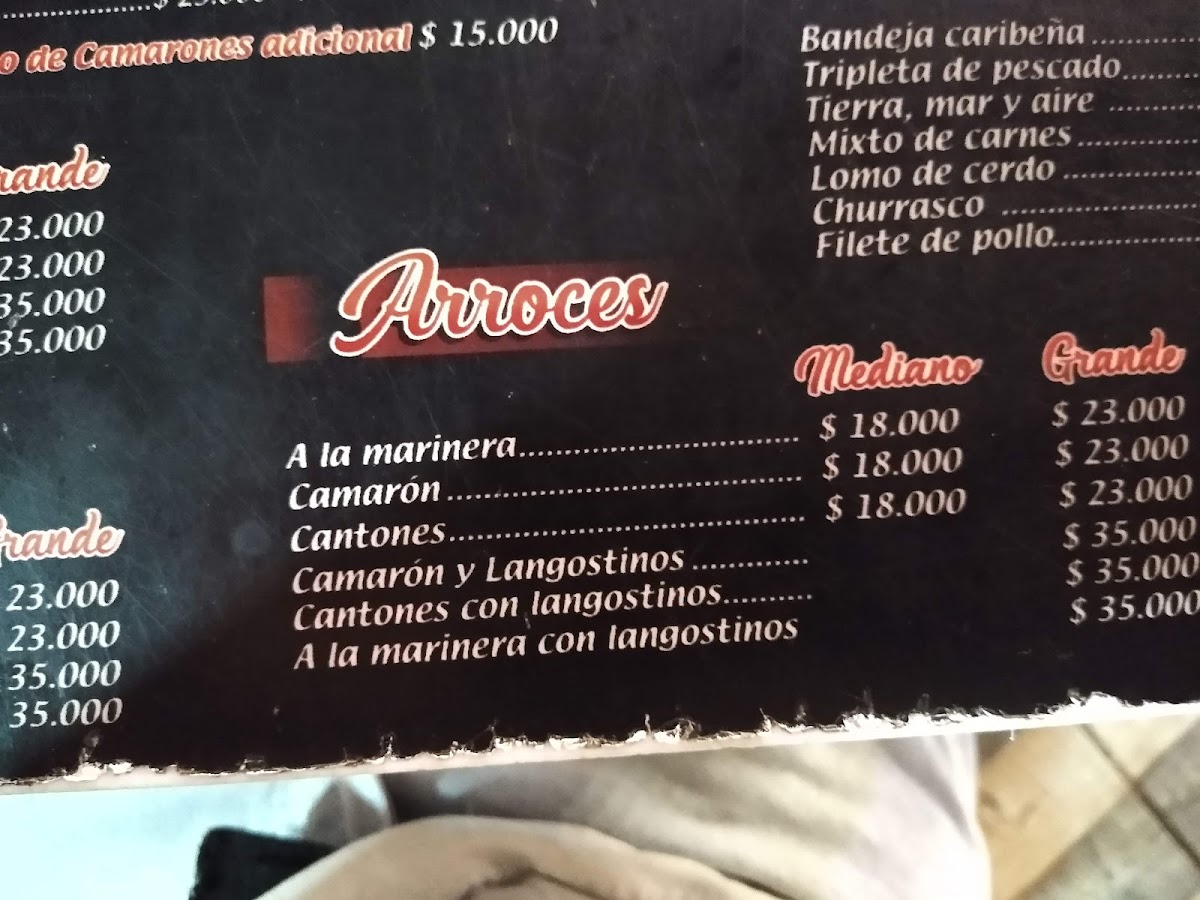 de Camarones adicional $ 15.000
23.000
23.000
35.000
35.000
23.000
23.000
35.000
35.000
Bandeja caribeña
Tripleta de pescado
Tierra, mar y aire
Mixto de carnes
Lomo de cerdo
Churrasco
Filete de pollo
Arroces
Mediano Grande
A la marinera $ 18.000 $ 23.000
Camarón $ 18.000 $ 23.000
Cantones $ 18.000 $ 23.000
Camarón y Langostinos $ 35.000
Cantones con langostinos $ 35.000
A la marinera con langostinos $ 35.000